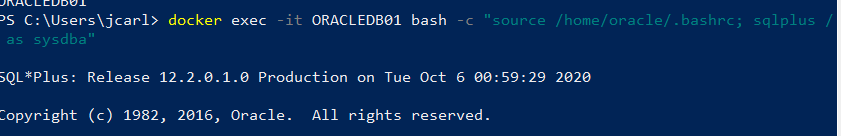 ORACLEDB01
PS C:\Users\jcarl> docker exec -it ORACLEDB01 bash -c "source /home/oracle/.bashrc; sqlplus /
as sysdba"
SQL*Plus: Release 12.2.0.1.0 Production on Tue Oct 6 00:59:29 2020
Copyright (c) 1982, 2016, Oracle.  All rights reserved.